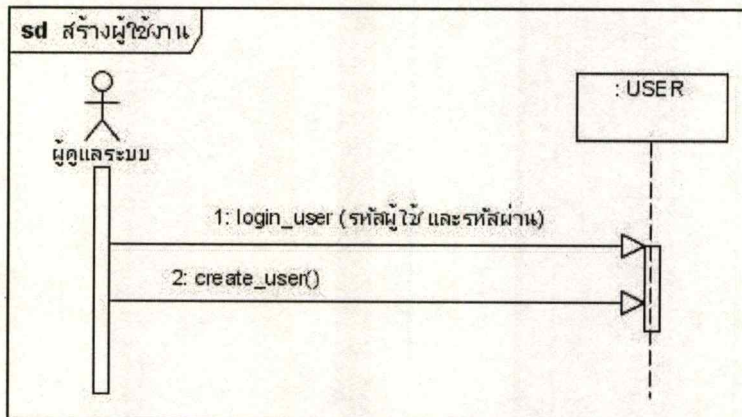 sd สร้างผู้ใช้งาน
: USER
ผู้ดูแลระบบ
1: login_user (รหัสผู้ใช้ และรหัสผ่าน)
2: create_user()